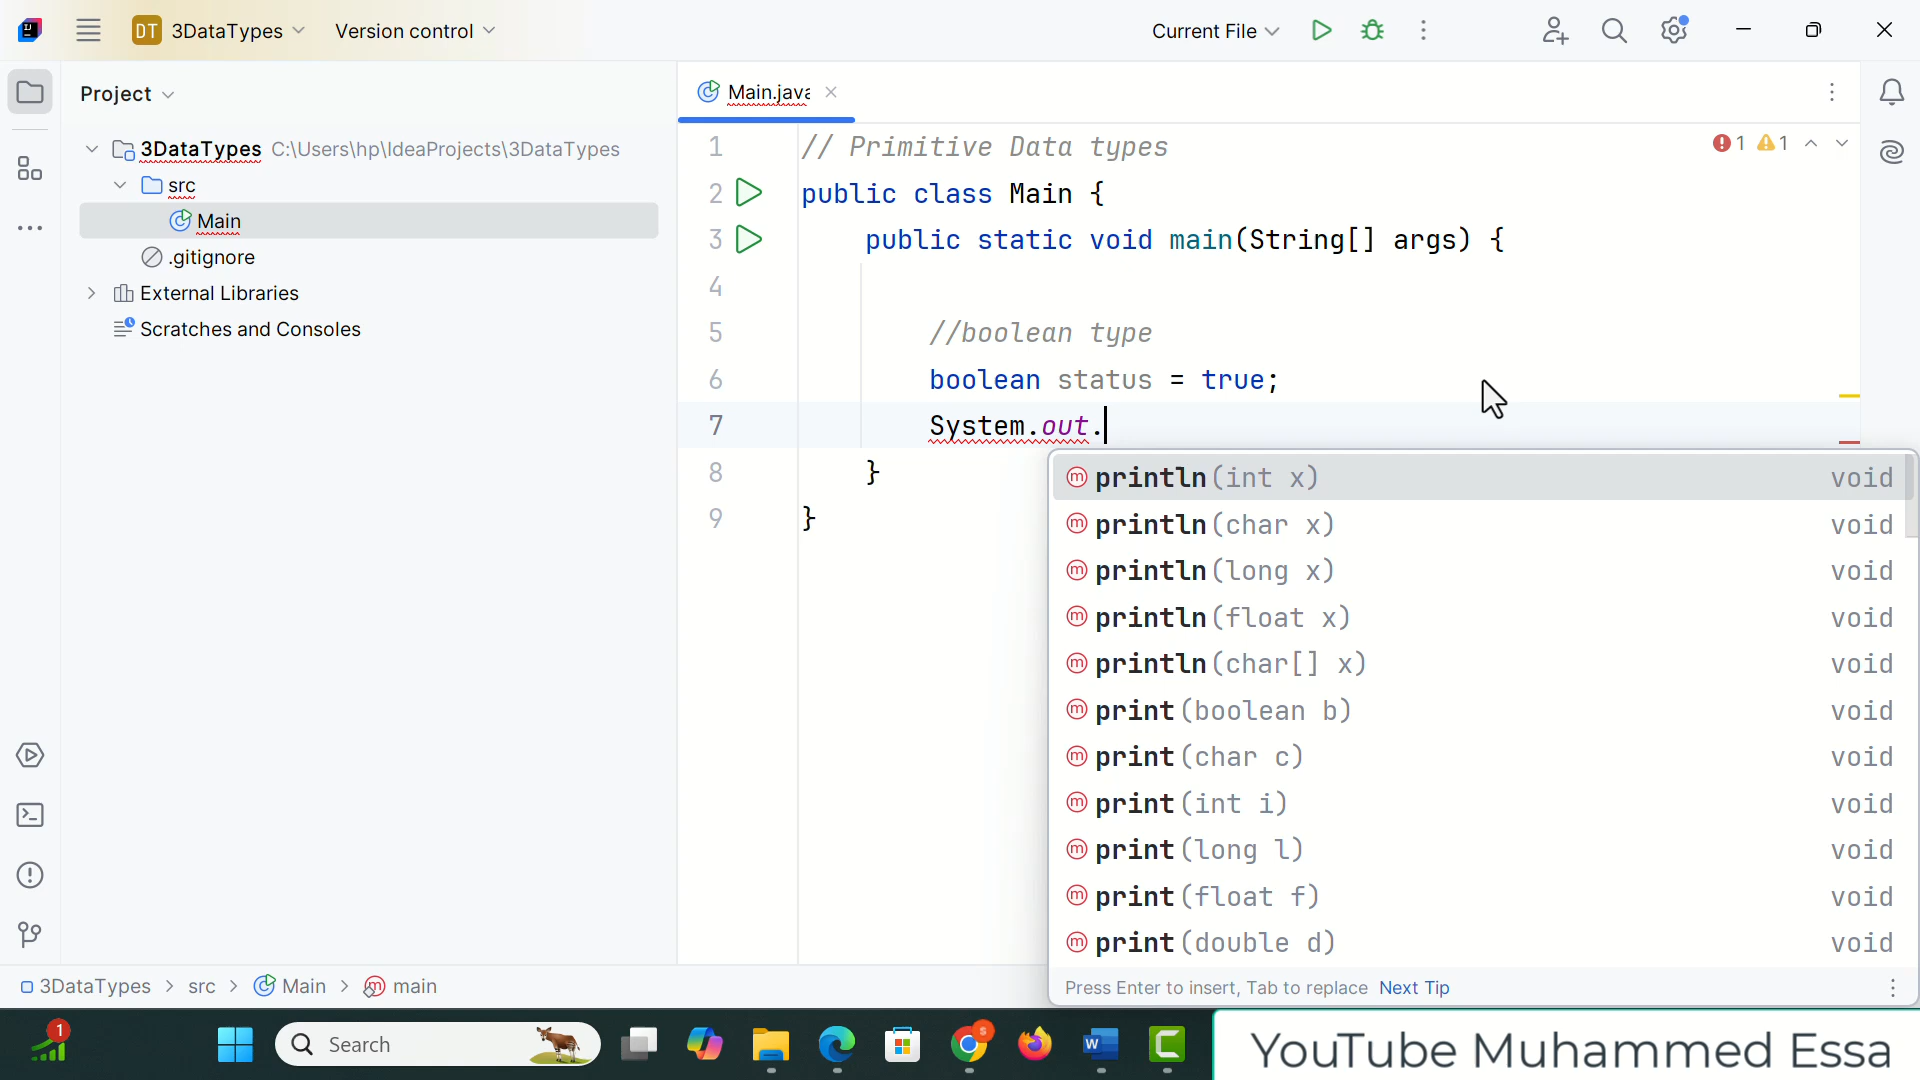 DT 3DataTypes Version control Current File
Project
3DataTypes C:\Users\hp\IdeaProjects\3DataTypes
src
Main
.gitignore
External Libraries
Scratches and Consoles
Main.java
1 1
1 // Primitive Data types
2 public class Main {
3 public static void main(String[] args) {
4
5 //boolean type
6 boolean status = true;
7 System.out.
8 }
9 }
println(int x) void
println(char x) void
println(long x) void
println(float x) void
println(char[] x) void
print(boolean b) void
print(char c) void
print(int i) void
print(long l) void
print(float f) void
print(double d) void
Press Enter to insert, Tab to replace Next Tip
3DataTypes > src > Main > main
1
Search
S
W
YouTube Muhammed Essa